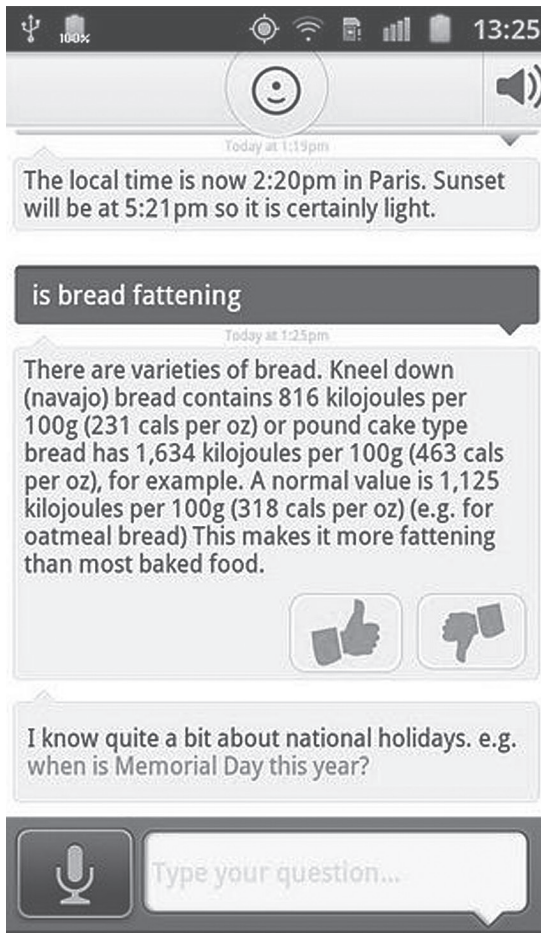 100%
13:25
Today at 1:19pm
The local time is now 2:20pm in Paris. Sunset
will be at 5:21pm so it is certainly light.
is bread fattening
Today at 1:25pm
There are varieties of bread. Kneel down
(navajo) bread contains 816 kilojoules per
100g (231 cals per oz) or pound cake type
bread has 1,634 kilojoules per 100g (463 cals
per oz), for example. A normal value is 1,125
kilojoules per 100g (318 cals per oz) (e.g. for
oatmeal bread) This makes it more fattening
than most baked food.
I know quite a bit about national holidays. e.g.
when is Memorial Day this year?
Type your question...